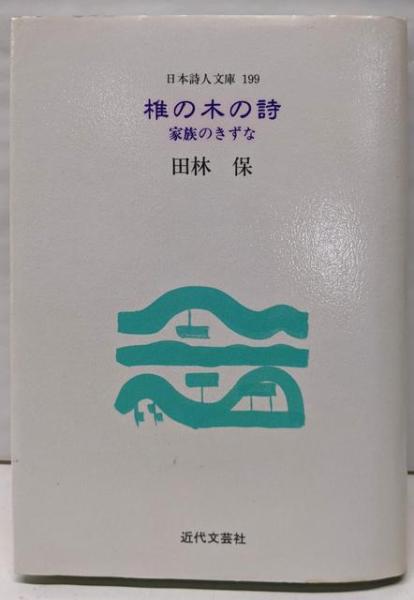 日本詩人文庫 199
椎の木の詩
家族のきずな
田林 保
近代文芸社